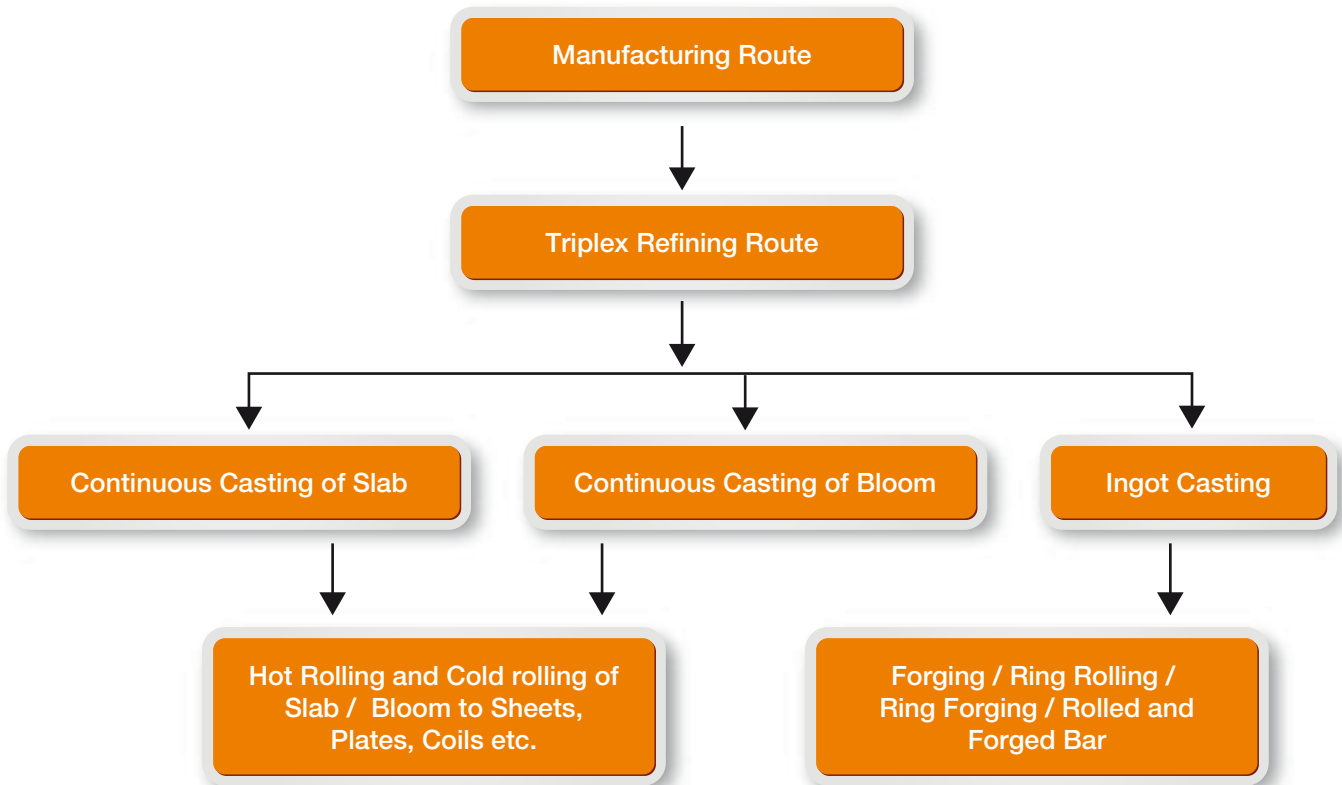 Manufacturing Route
Triplex Refining Route
Continuous Casting of Slab
Continuous Casting of Bloom
Ingot Casting
Hot Rolling and Cold rolling of
Slab /  Bloom to Sheets,
Plates, Coils etc.
Forging / Ring Rolling /
Ring Forging / Rolled and
Forged Bar